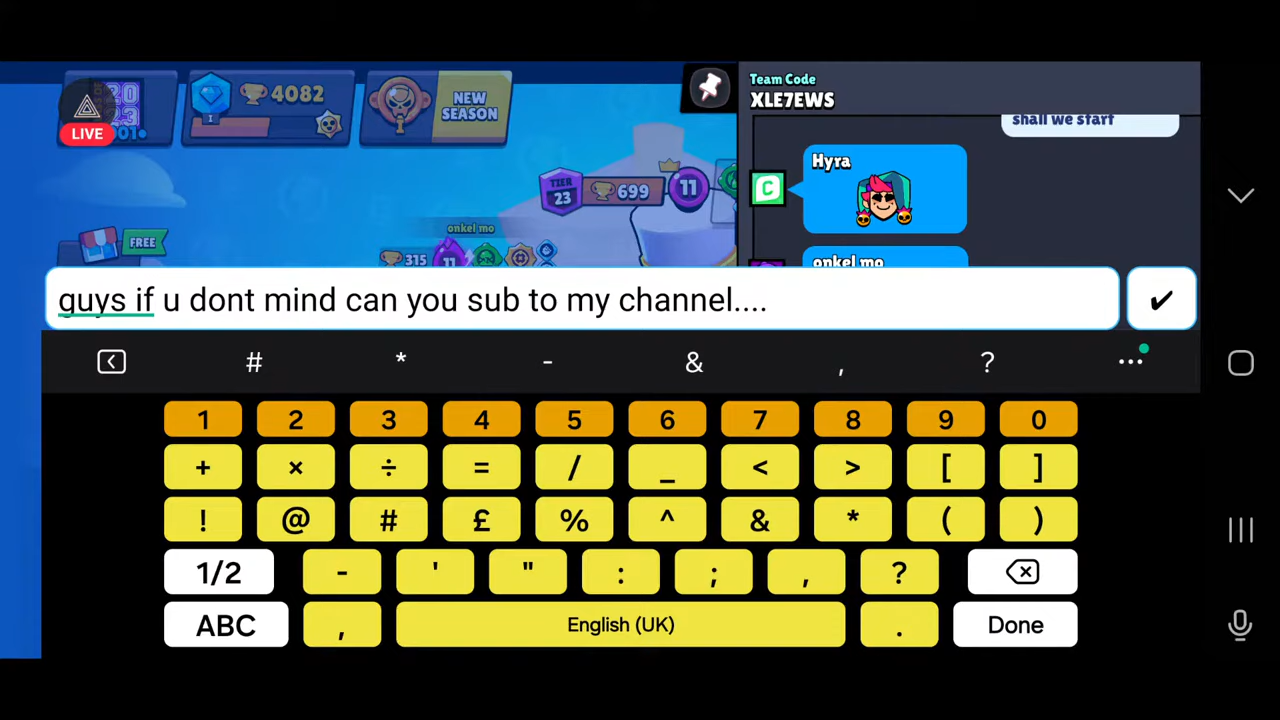 4082
NEW
SEASON
I
I
LIVE
Team Code
XLE7EWS
shall we start
Hyra
C
TIER
23
699
11
FREE
onkel mo
315
11
onkel mo
guys if u dont mind can you sub to my channel....
# * - & , ? ...
1 2 3 4 5 6 7 8 9 0
+ × ÷ = / _ < > [ ]
! @ # £ % ^ & * ( )
1/2 - ' " : ; , ?
ABC , English (UK) . Done